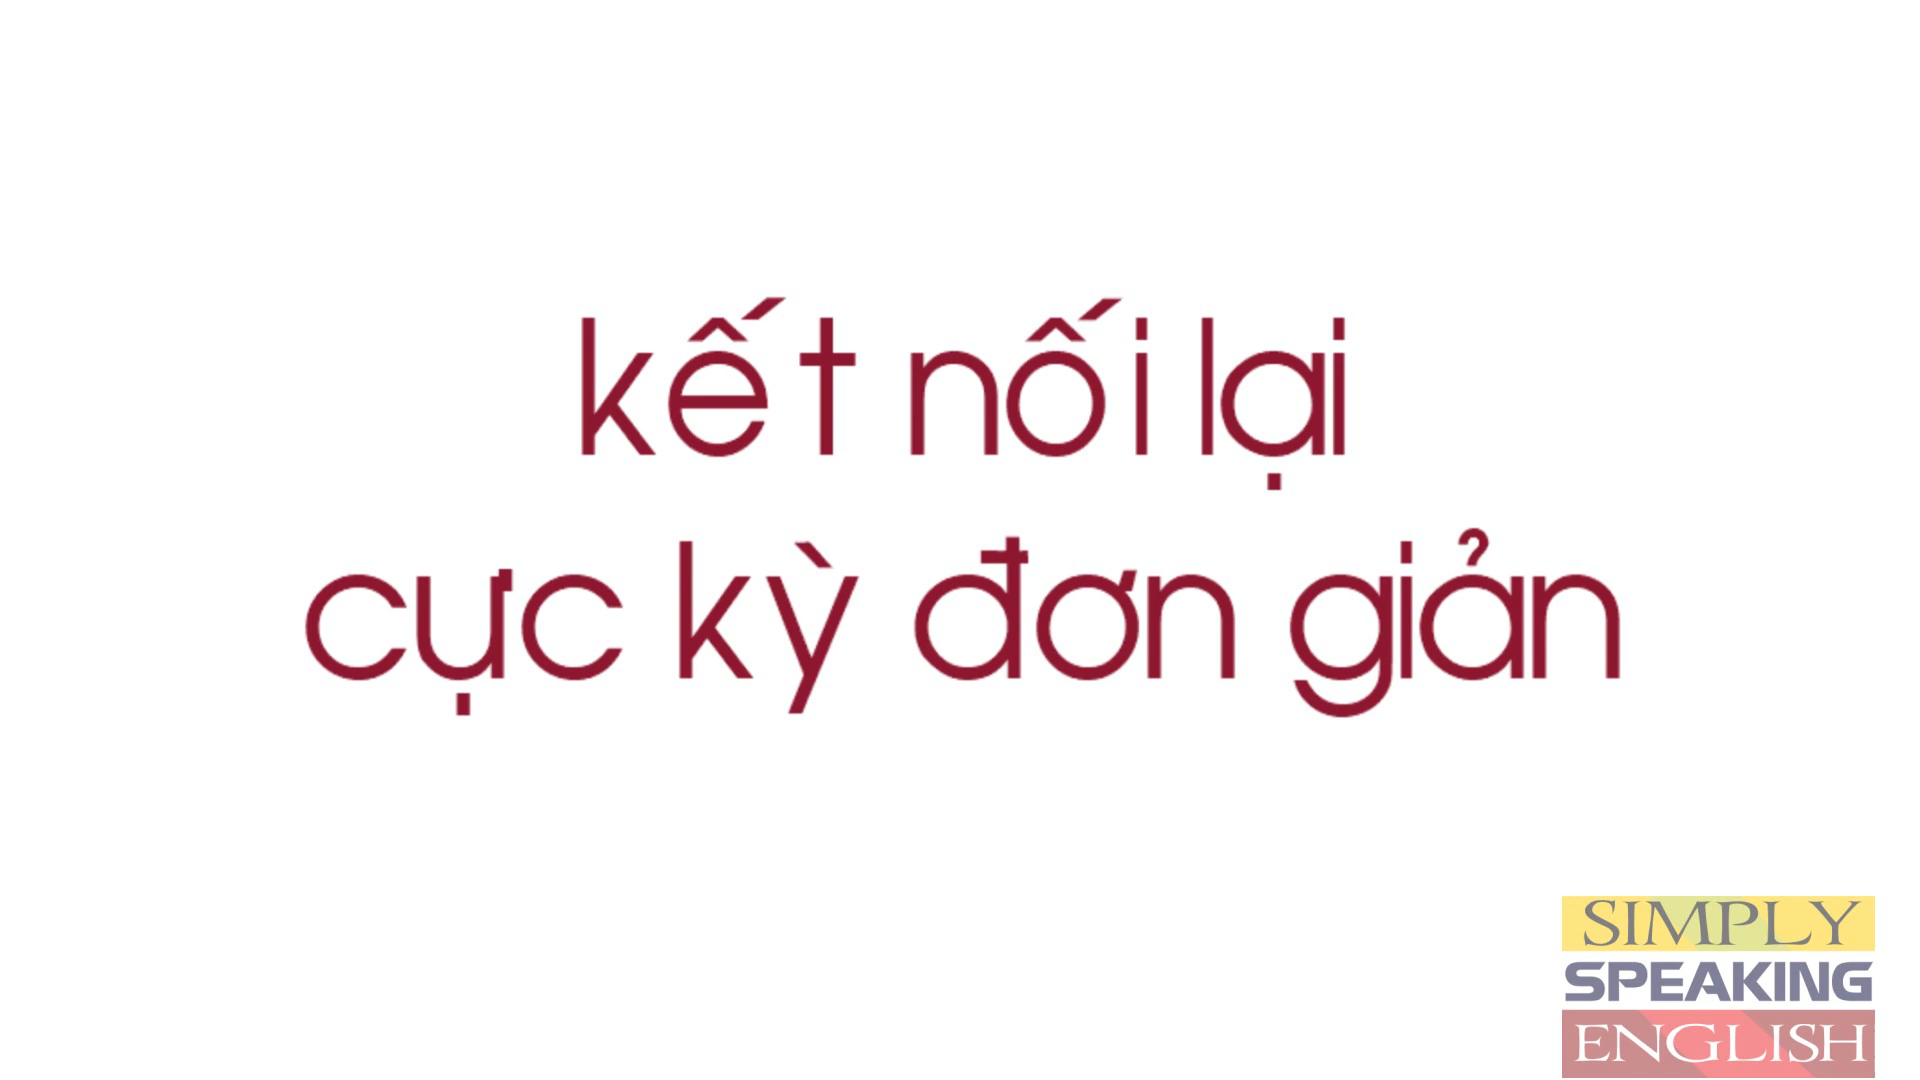 kết nối lại
cực kỳ đơn giản
SIMPLY
SPEAKING
ENGLISH